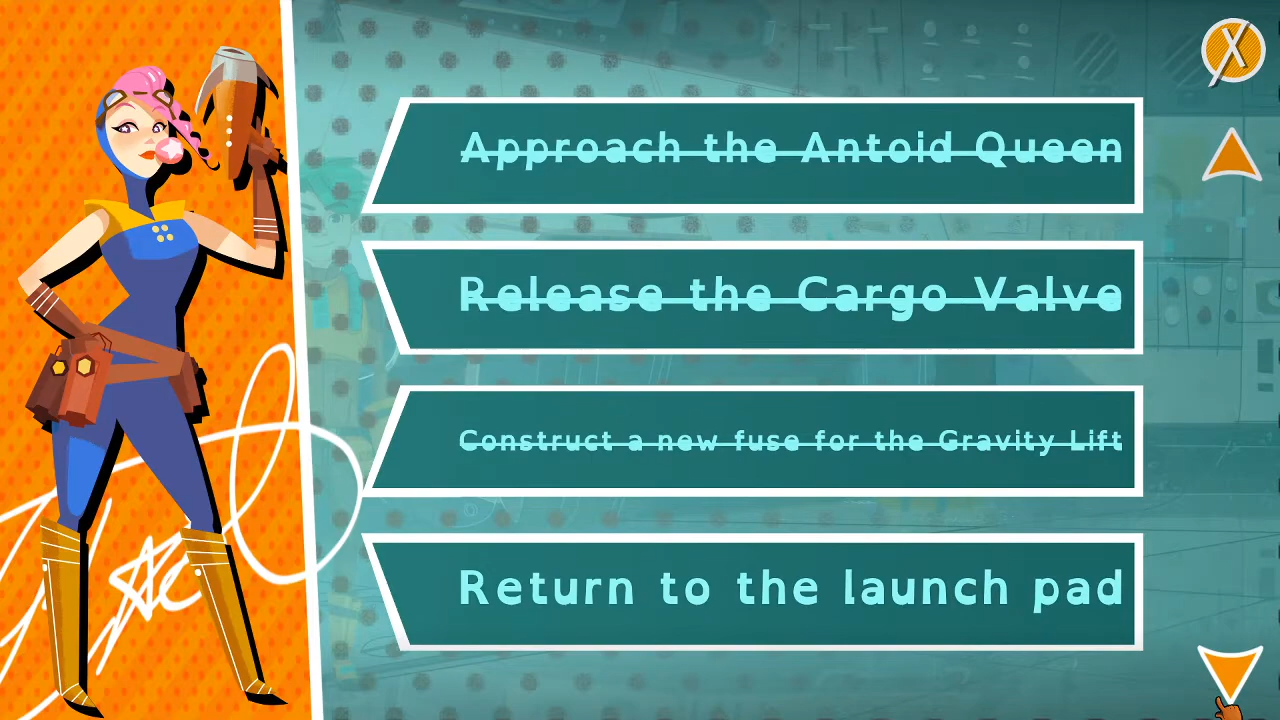 Approach the Antoid Queen
Release the Cargo Valve
Construct a new fuse for the Gravity Lift
Return to the launch pad
X